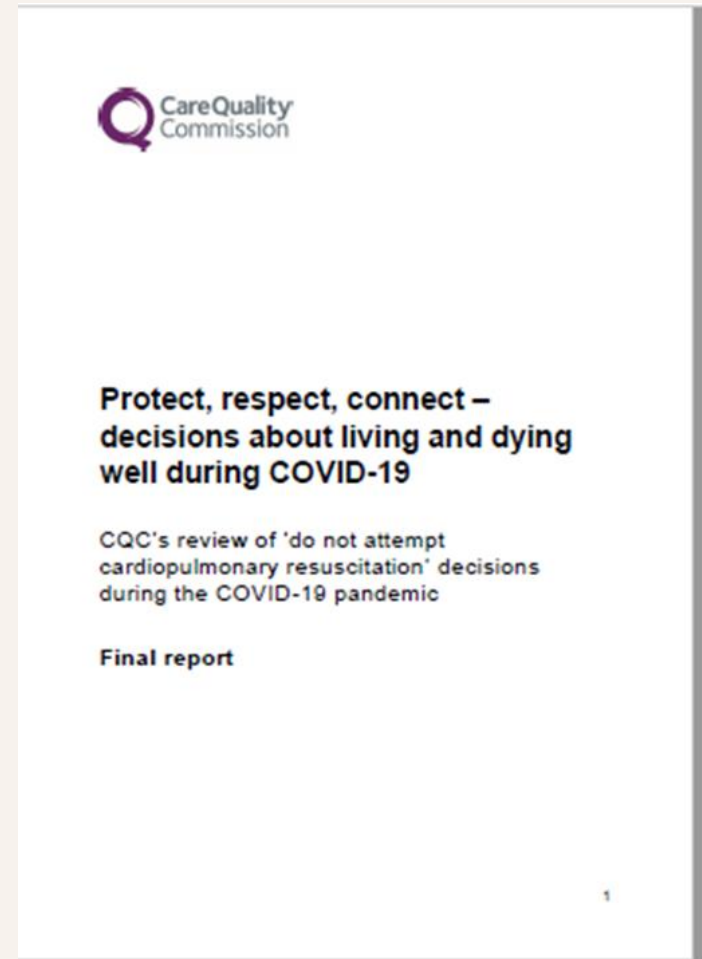 CareQuality
Commission
Protect, respect, connect –
decisions about living and dying
well during COVID-19
CQC's review of 'do not attempt
cardiopulmonary resuscitation' decisions
during the COVID-19 pandemic
Final report
1